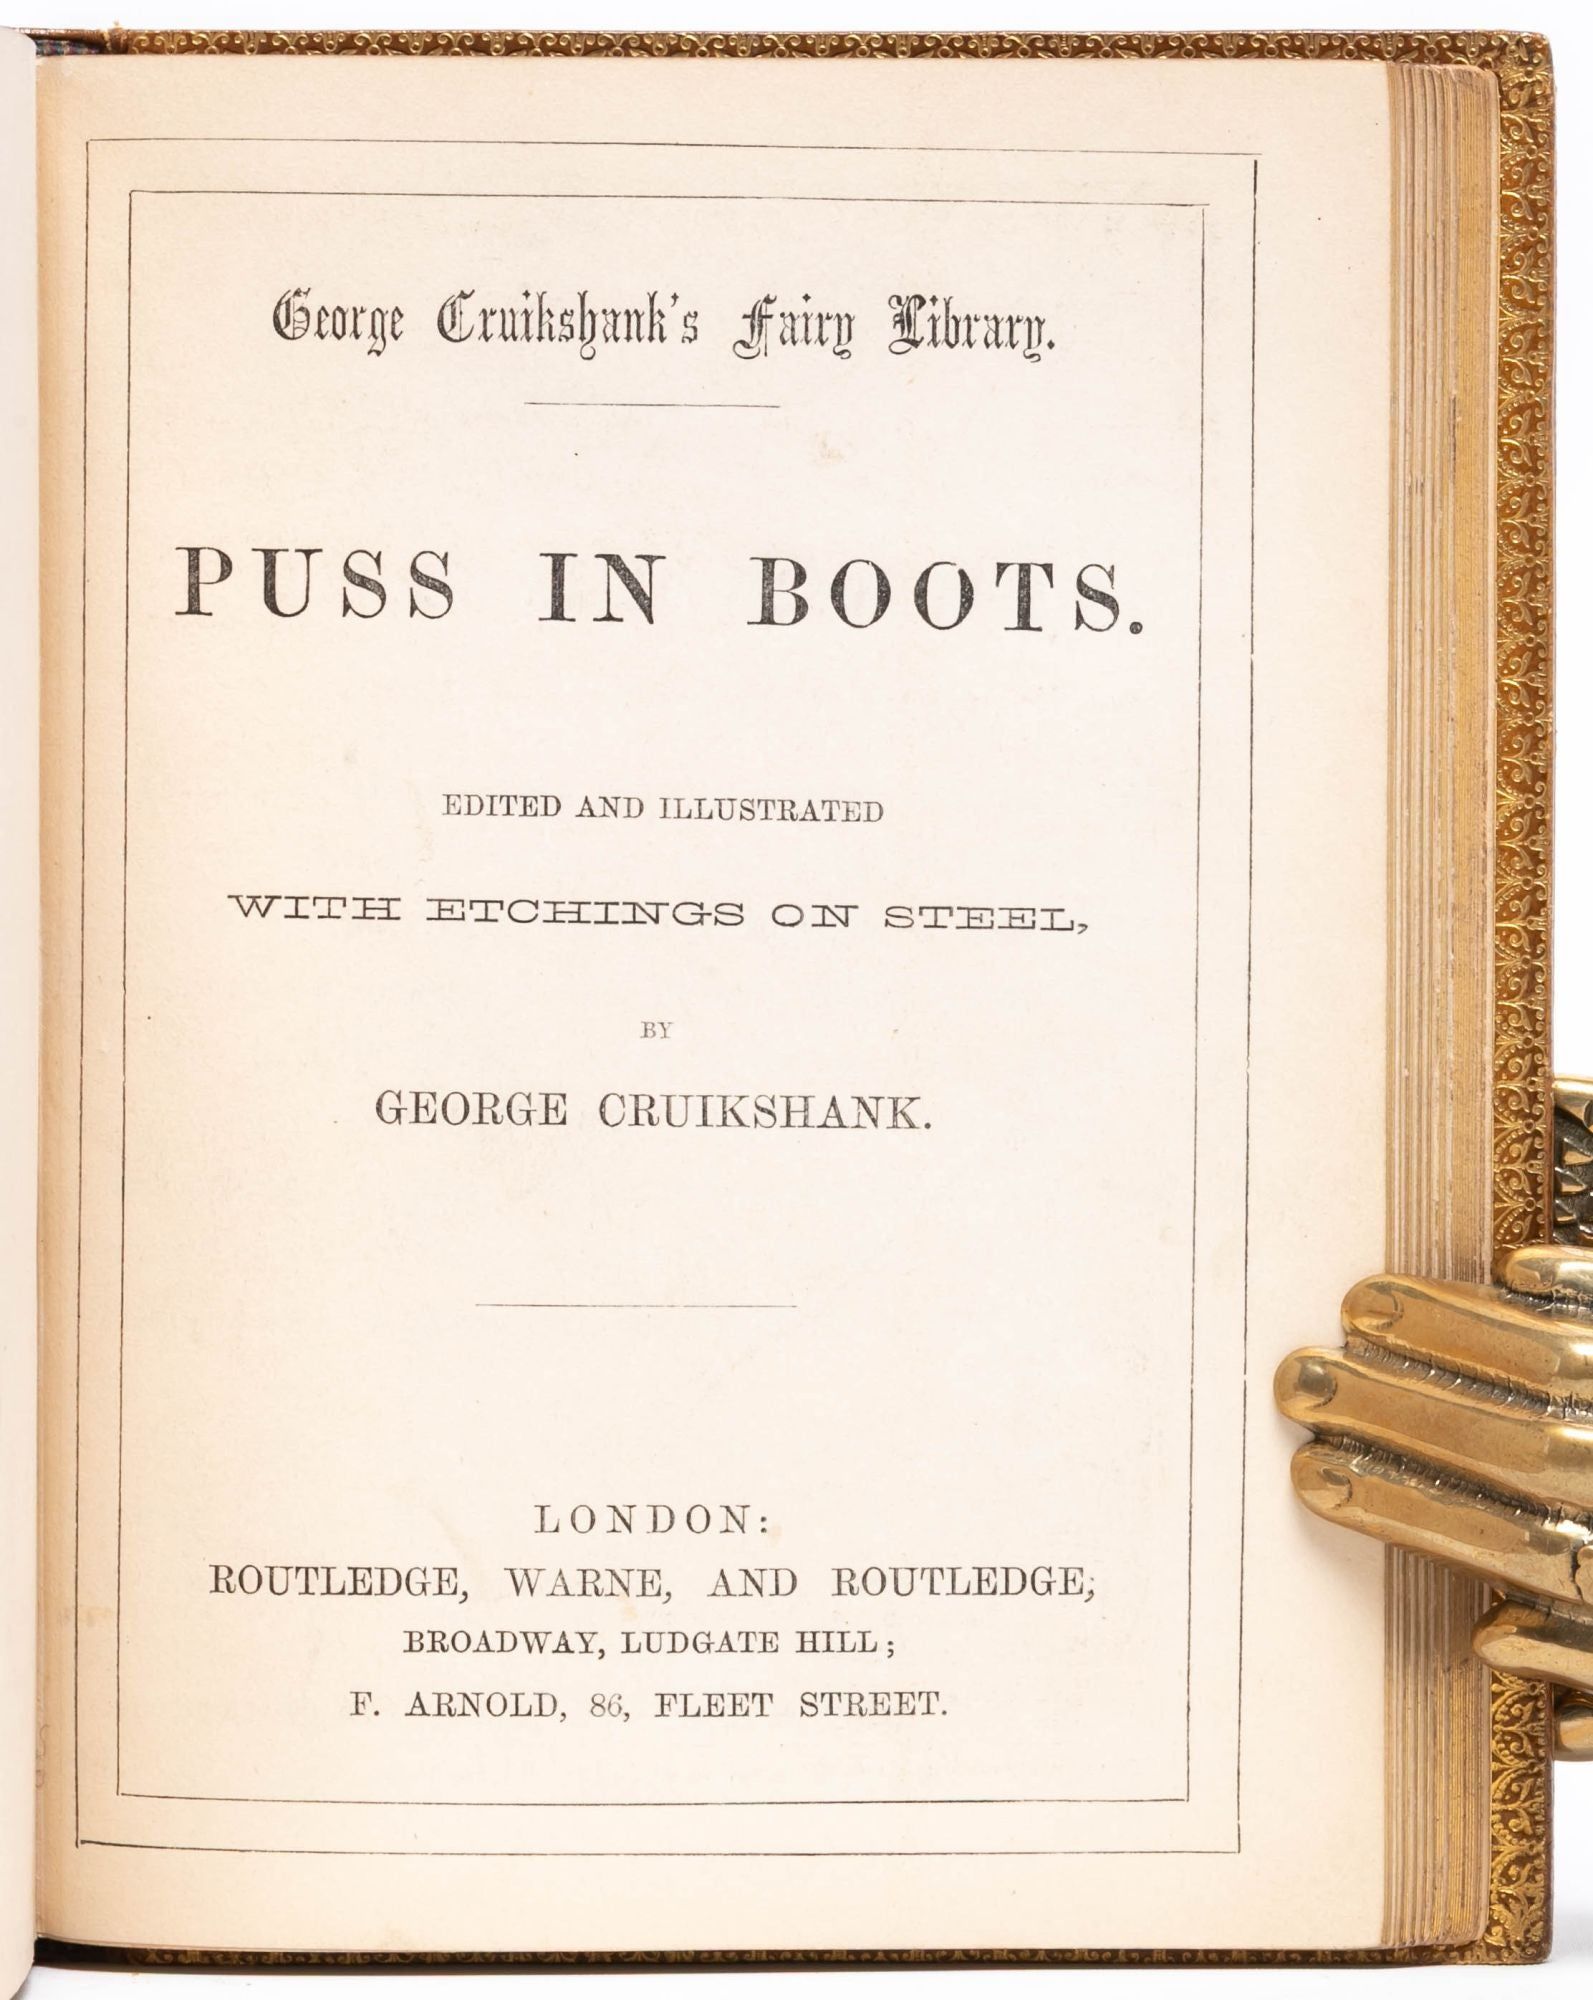 George Cruikshank's Fairy Library.
PUSS IN BOOTS.
EDITED AND ILLUSTRATED
WITH ETCHINGS ON STEEL,
BY
GEORGE CRUIKSHANK.
LONDON:
ROUTLEDGE, WARNE, AND ROUTLEDGE;
BROADWAY, LUDGATE HILL;
F. ARNOLD, 86, FLEET STREET.